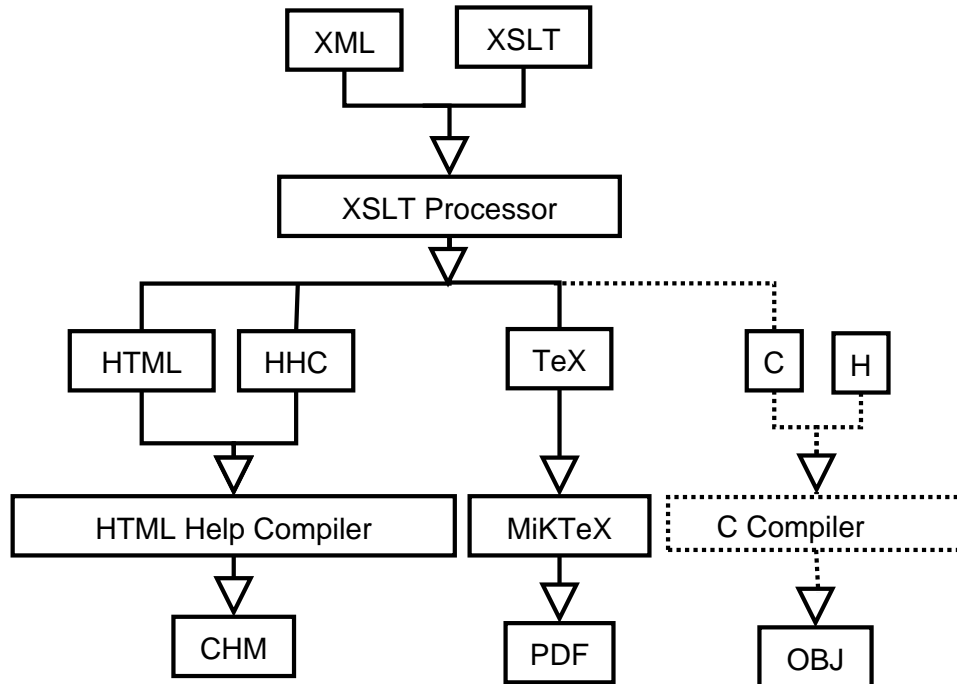 XML
XSLT
XSLT Processor
HTML
HHC
TeX
C
H
HTML Help Compiler
MiKTeX
C Compiler
CHM
PDF
OBJ